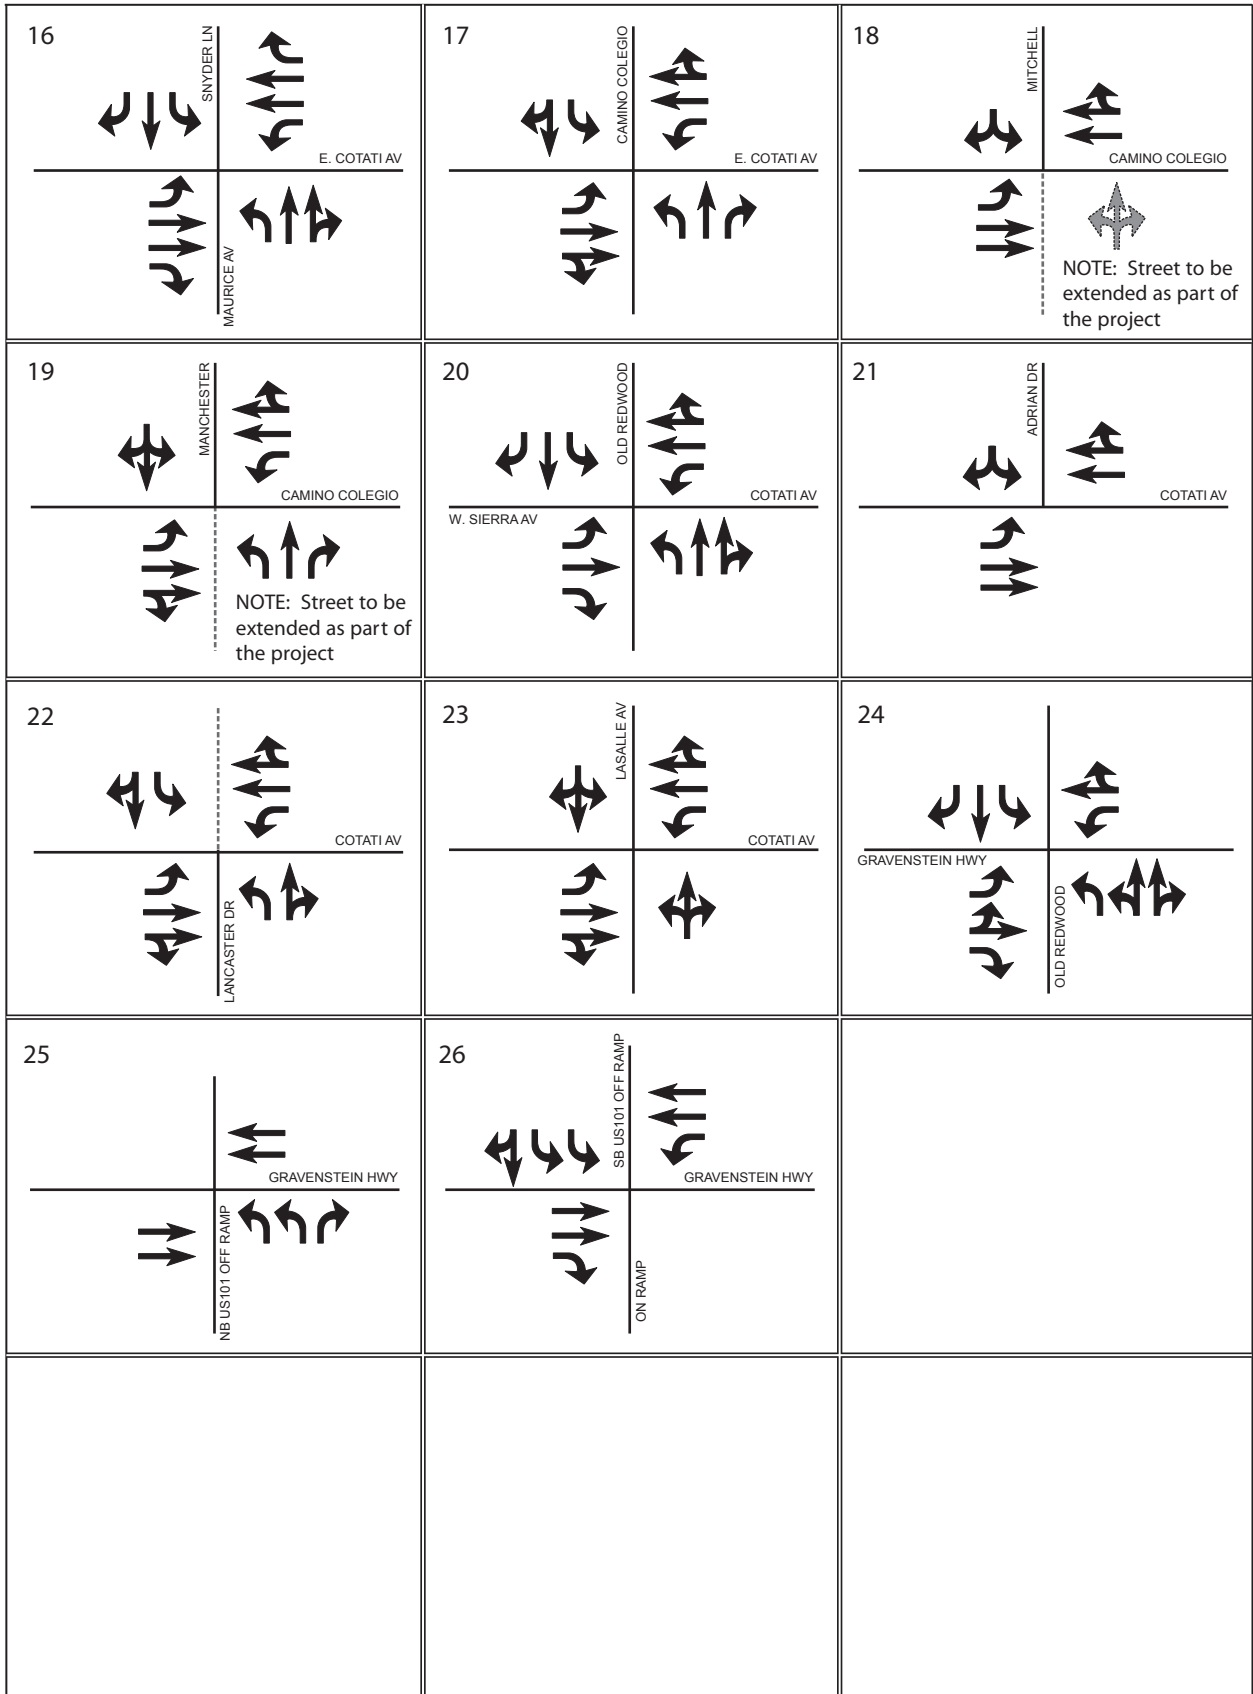 16
SNYDER LN
E. COTATI AV
MAURICE AV
17
CAMINO COLEGIO
E. COTATI AV
18
MITCHELL
CAMINO COLEGIO
NOTE: Street to be
extended as part of
the project
19
MANCHESTER
CAMINO COLEGIO
NOTE: Street to be
extended as part of
the project
20
OLD REDWOOD
COTATI AV
W. SIERRA AV
21
ADRIAN DR
COTATI AV
22
COTATI AV
LANCASTER DR
23
LASALLE AV
COTATI AV
24
GRAVENSTEIN HWY
OLD REDWOOD
25
GRAVENSTEIN HWY
NB US101 OFF RAMP
26
SB US101 OFF RAMP
GRAVENSTEIN HWY
ON RAMP